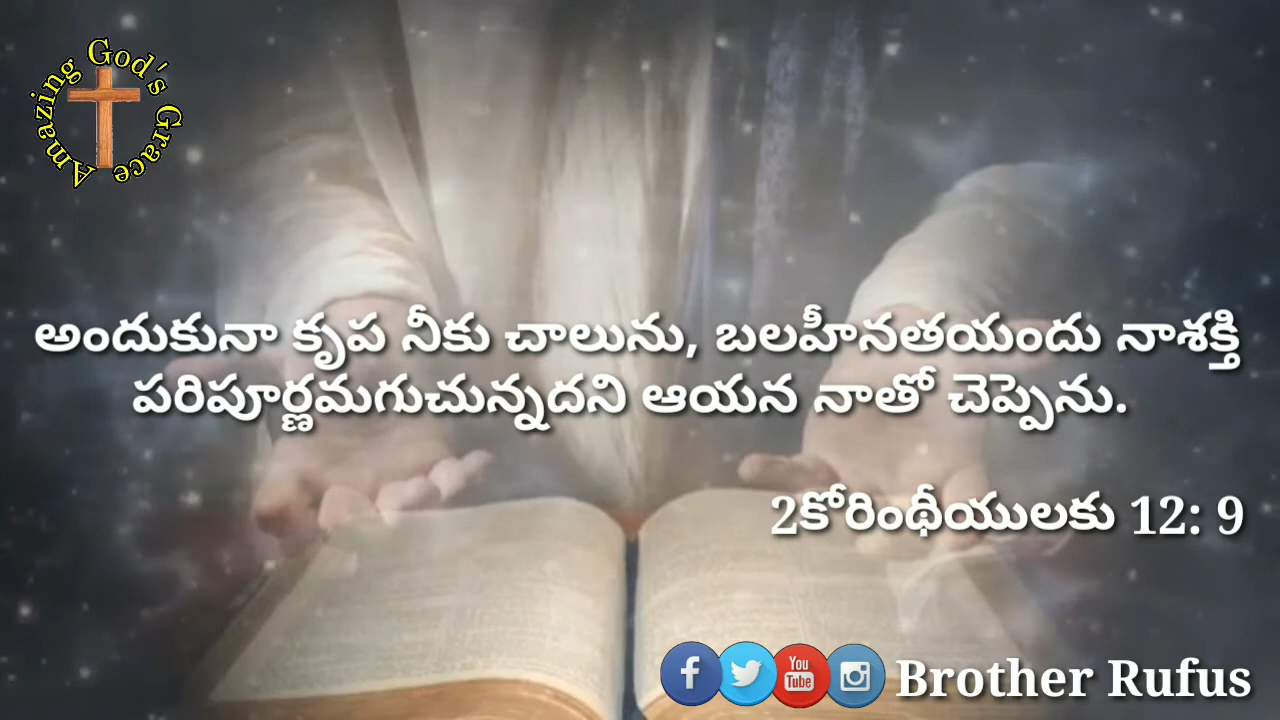 Amazing God's Grace
అందుకునా కృప నీకు చాలును, బలహీనతయందు నాశక్తి
పరిపూర్ణమగుచున్నదని ఆయన నాతో చెప్పెను.
2కోరింథీయులకు 12: 9
You
Tube
Brother Rufus